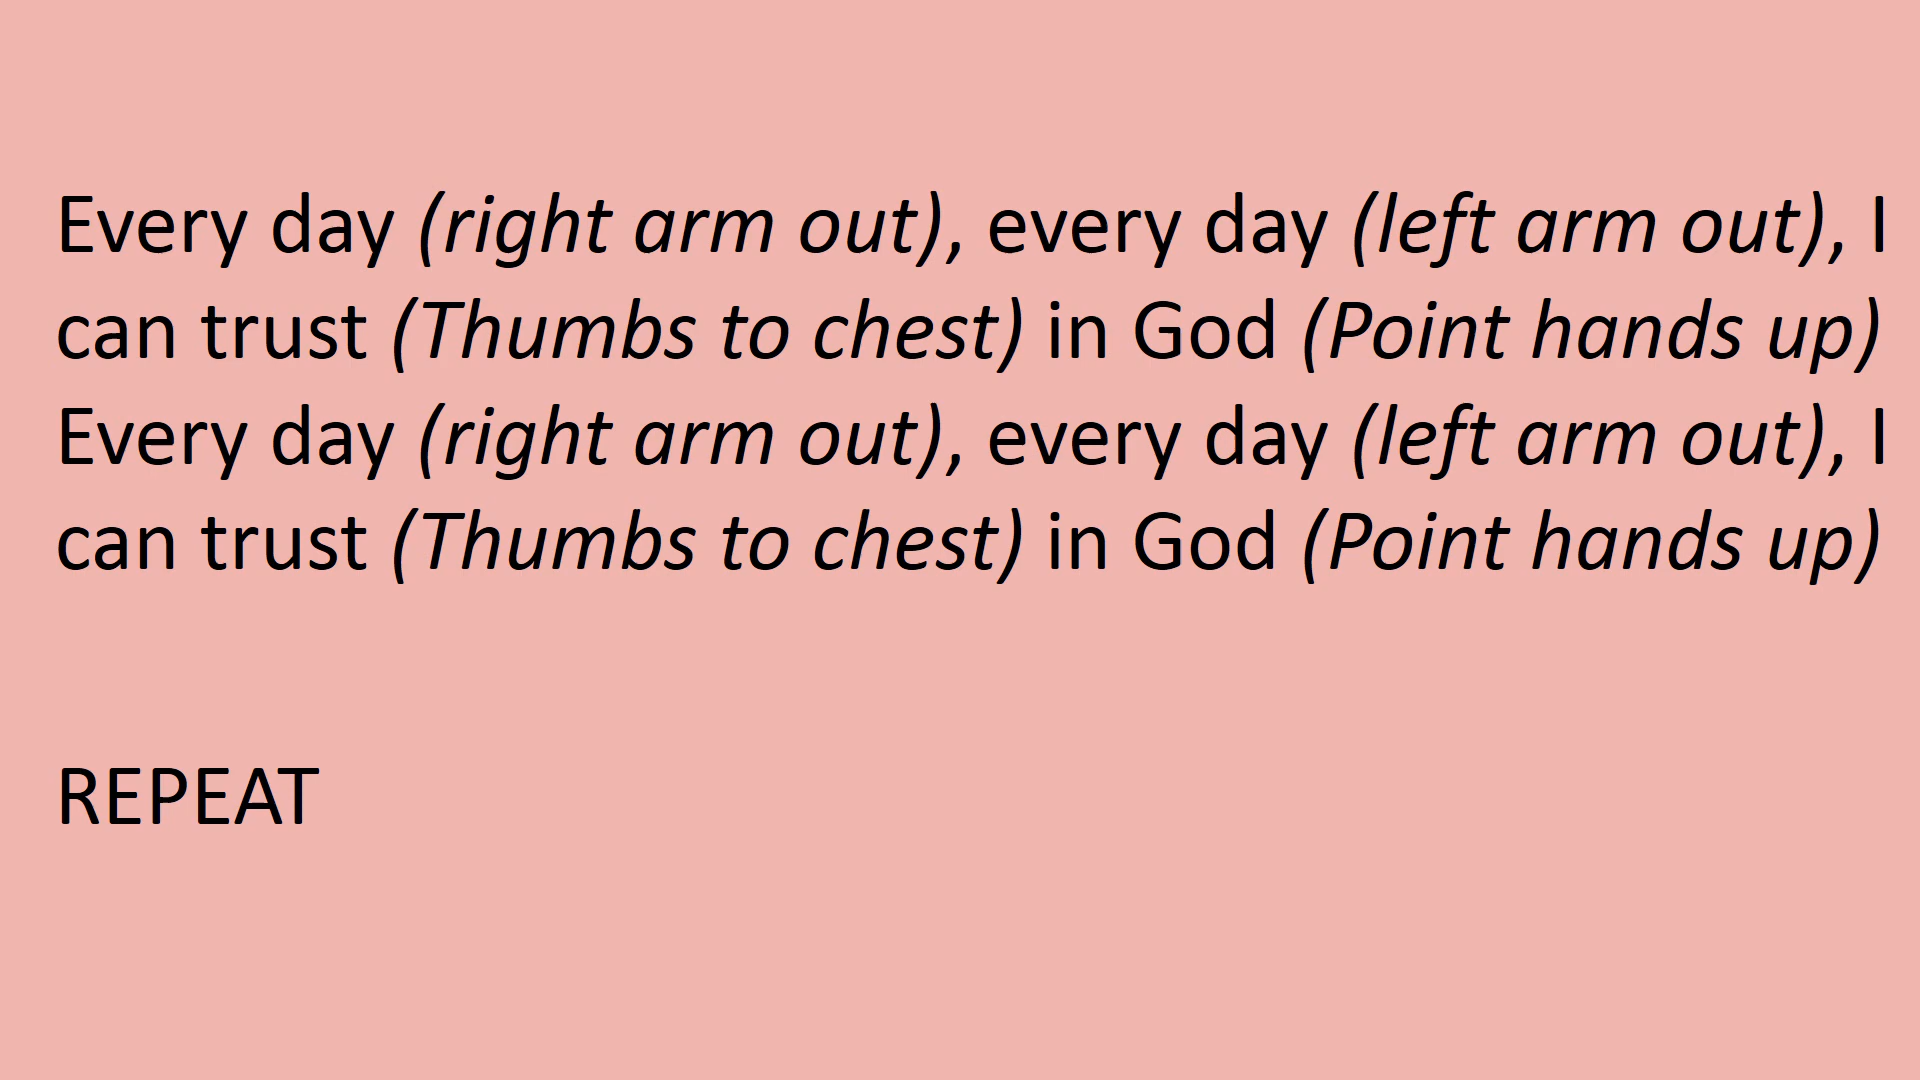 Every day (right arm out), every day (left arm out), I
can trust (Thumbs to chest) in God (Point hands up)
Every day (right arm out), every day (left arm out), I
can trust (Thumbs to chest) in God (Point hands up)
REPEAT